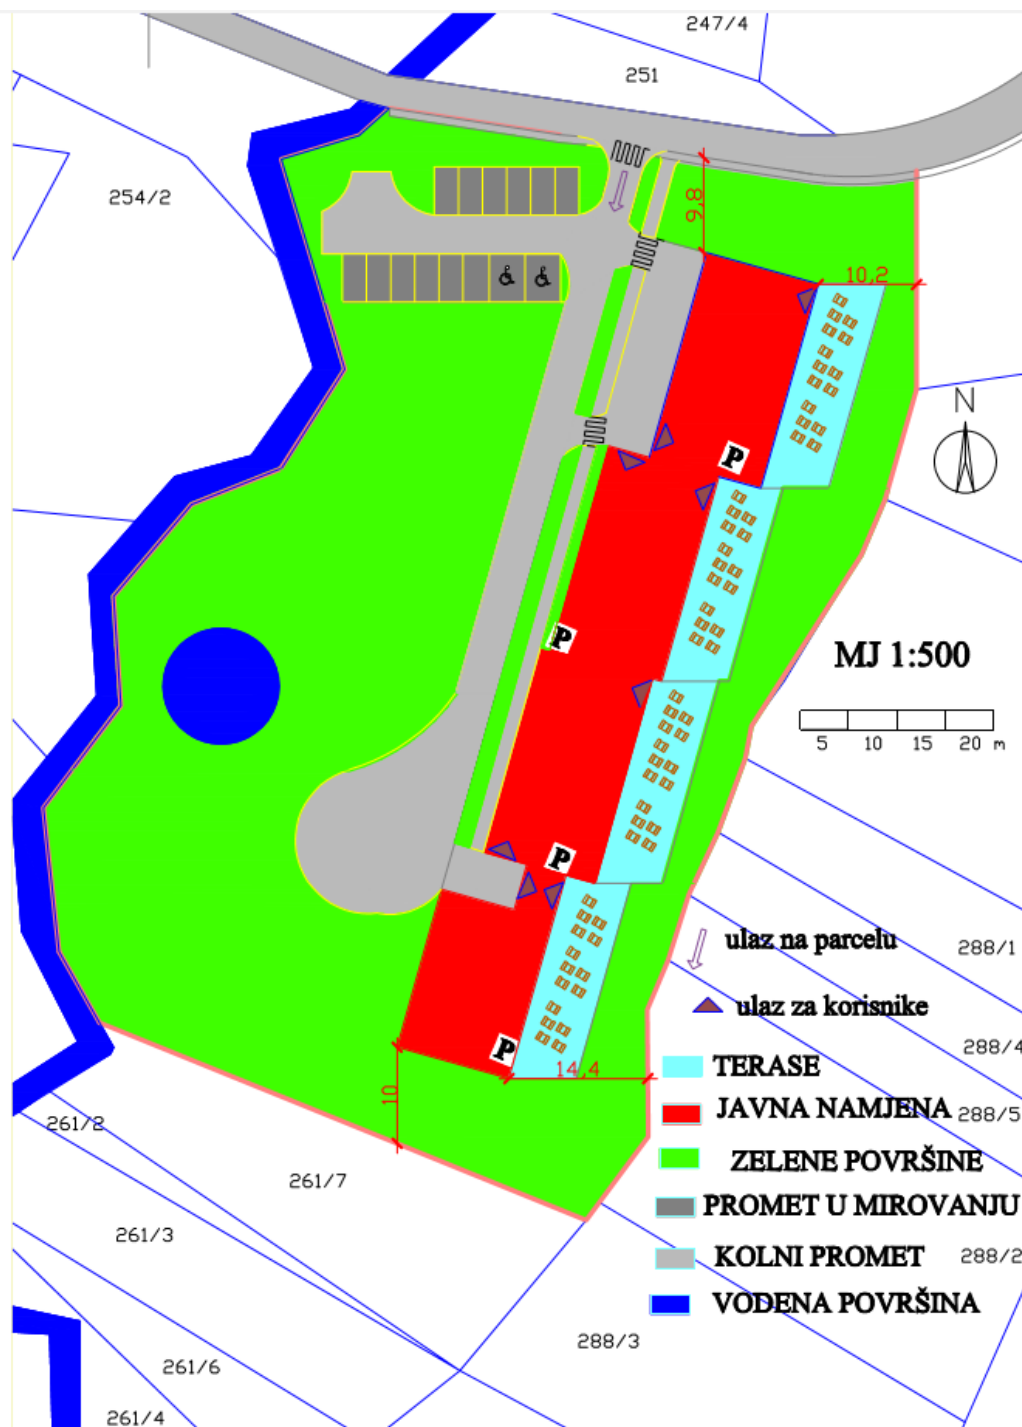 247/4
251
254/2
9,8
10,2
N
P
P
MJ 1:500
5 10 15 20 m
P
ulaz na parcelu
288/1
ulaz za korisnike
288/4
P
TERASE
14,4
10
JAVNA NAMJENA
288/5
261/2
ZELENE POVRŠINE
261/7
PROMET U MIROVANJU
261/3
KOLNI PROMET
288/2
VODENA POVRŠINA
288/3
261/6
261/4